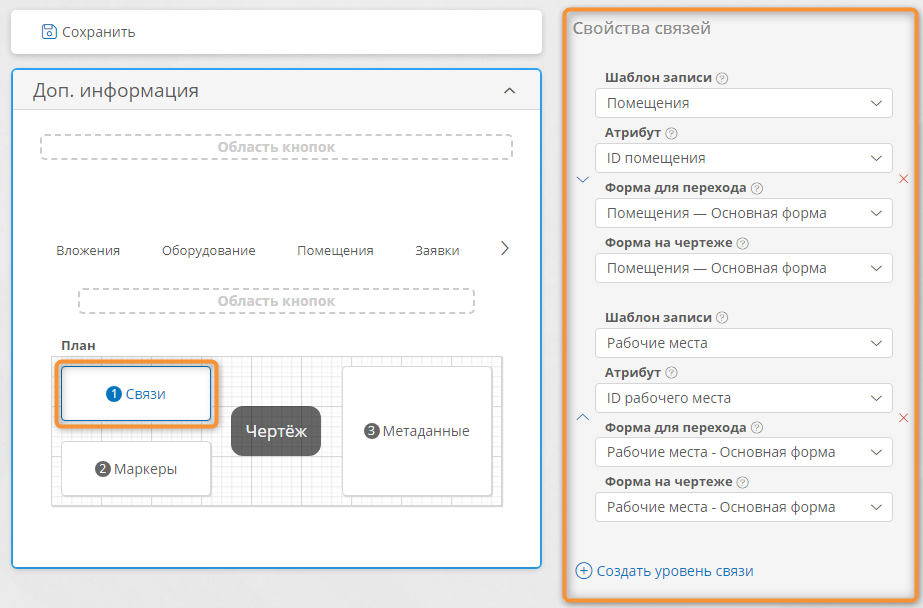 Сохранить
Доп. информация
Область кнопок
Вложения Оборудование Помещения Заявки
Область кнопок
План
1 Связи
2 Маркеры
Чертёж
3 Метаданные
Свойства связей
Шаблон записи ?
Помещения
Атрибут ?
ID помещения
Форма для перехода ?
Помещения — Основная форма
Форма на чертеже ?
Помещения — Основная форма
Шаблон записи ?
Рабочие места
Атрибут ?
ID рабочего места
Форма для перехода ?
Рабочие места - Основная форма
Форма на чертеже ?
Рабочие места - Основная форма
Создать уровень связи